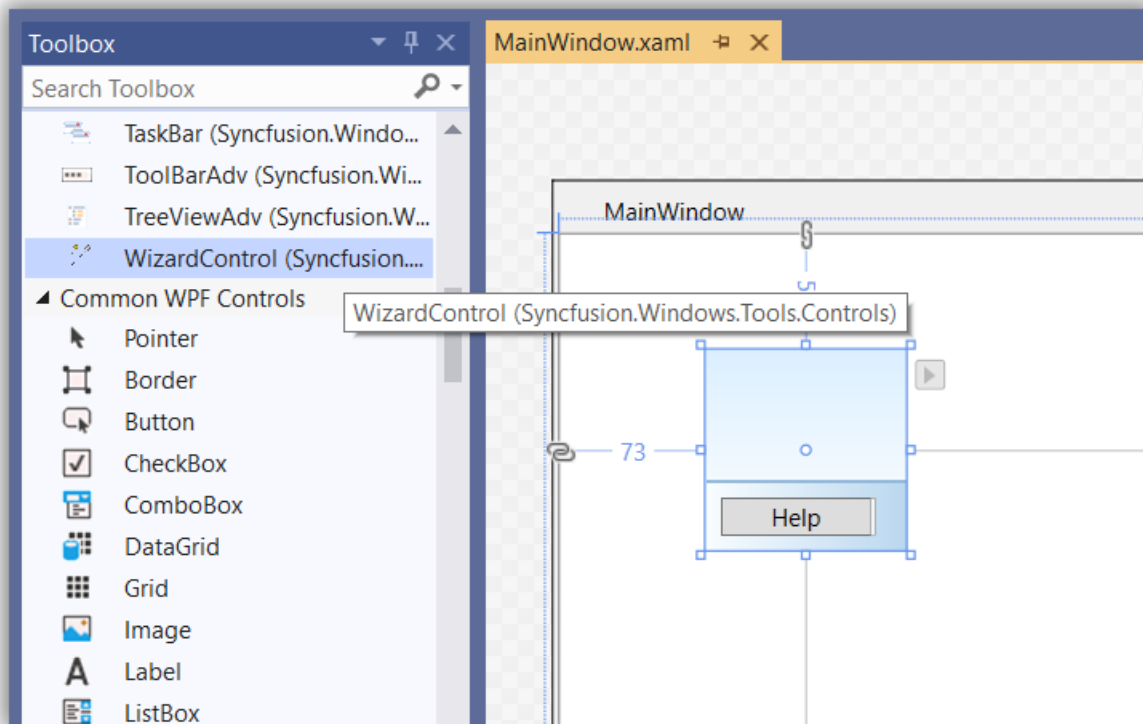 Toolbox
Search Toolbox
TaskBar (Syncfusion.Windo...
ToolBarAdv (Syncfusion.Wi...
TreeViewAdv (Syncfusion.W...
WizardControl (Syncfusion....
Common WPF Controls
Pointer
Border
Button
CheckBox
ComboBox
DataGrid
Grid
Image
Label
ListBox
MainWindow.xaml
MainWindow
5
WizardControl (Syncfusion.Windows.Tools.Controls)
73
Help